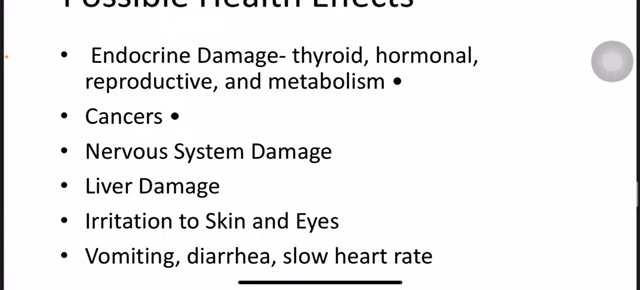 Possible Health Effects
• Endocrine Damage- thyroid, hormonal,
reproductive, and metabolism •
• Cancers •
• Nervous System Damage
• Liver Damage
• Irritation to Skin and Eyes
• Vomiting, diarrhea, slow heart rate